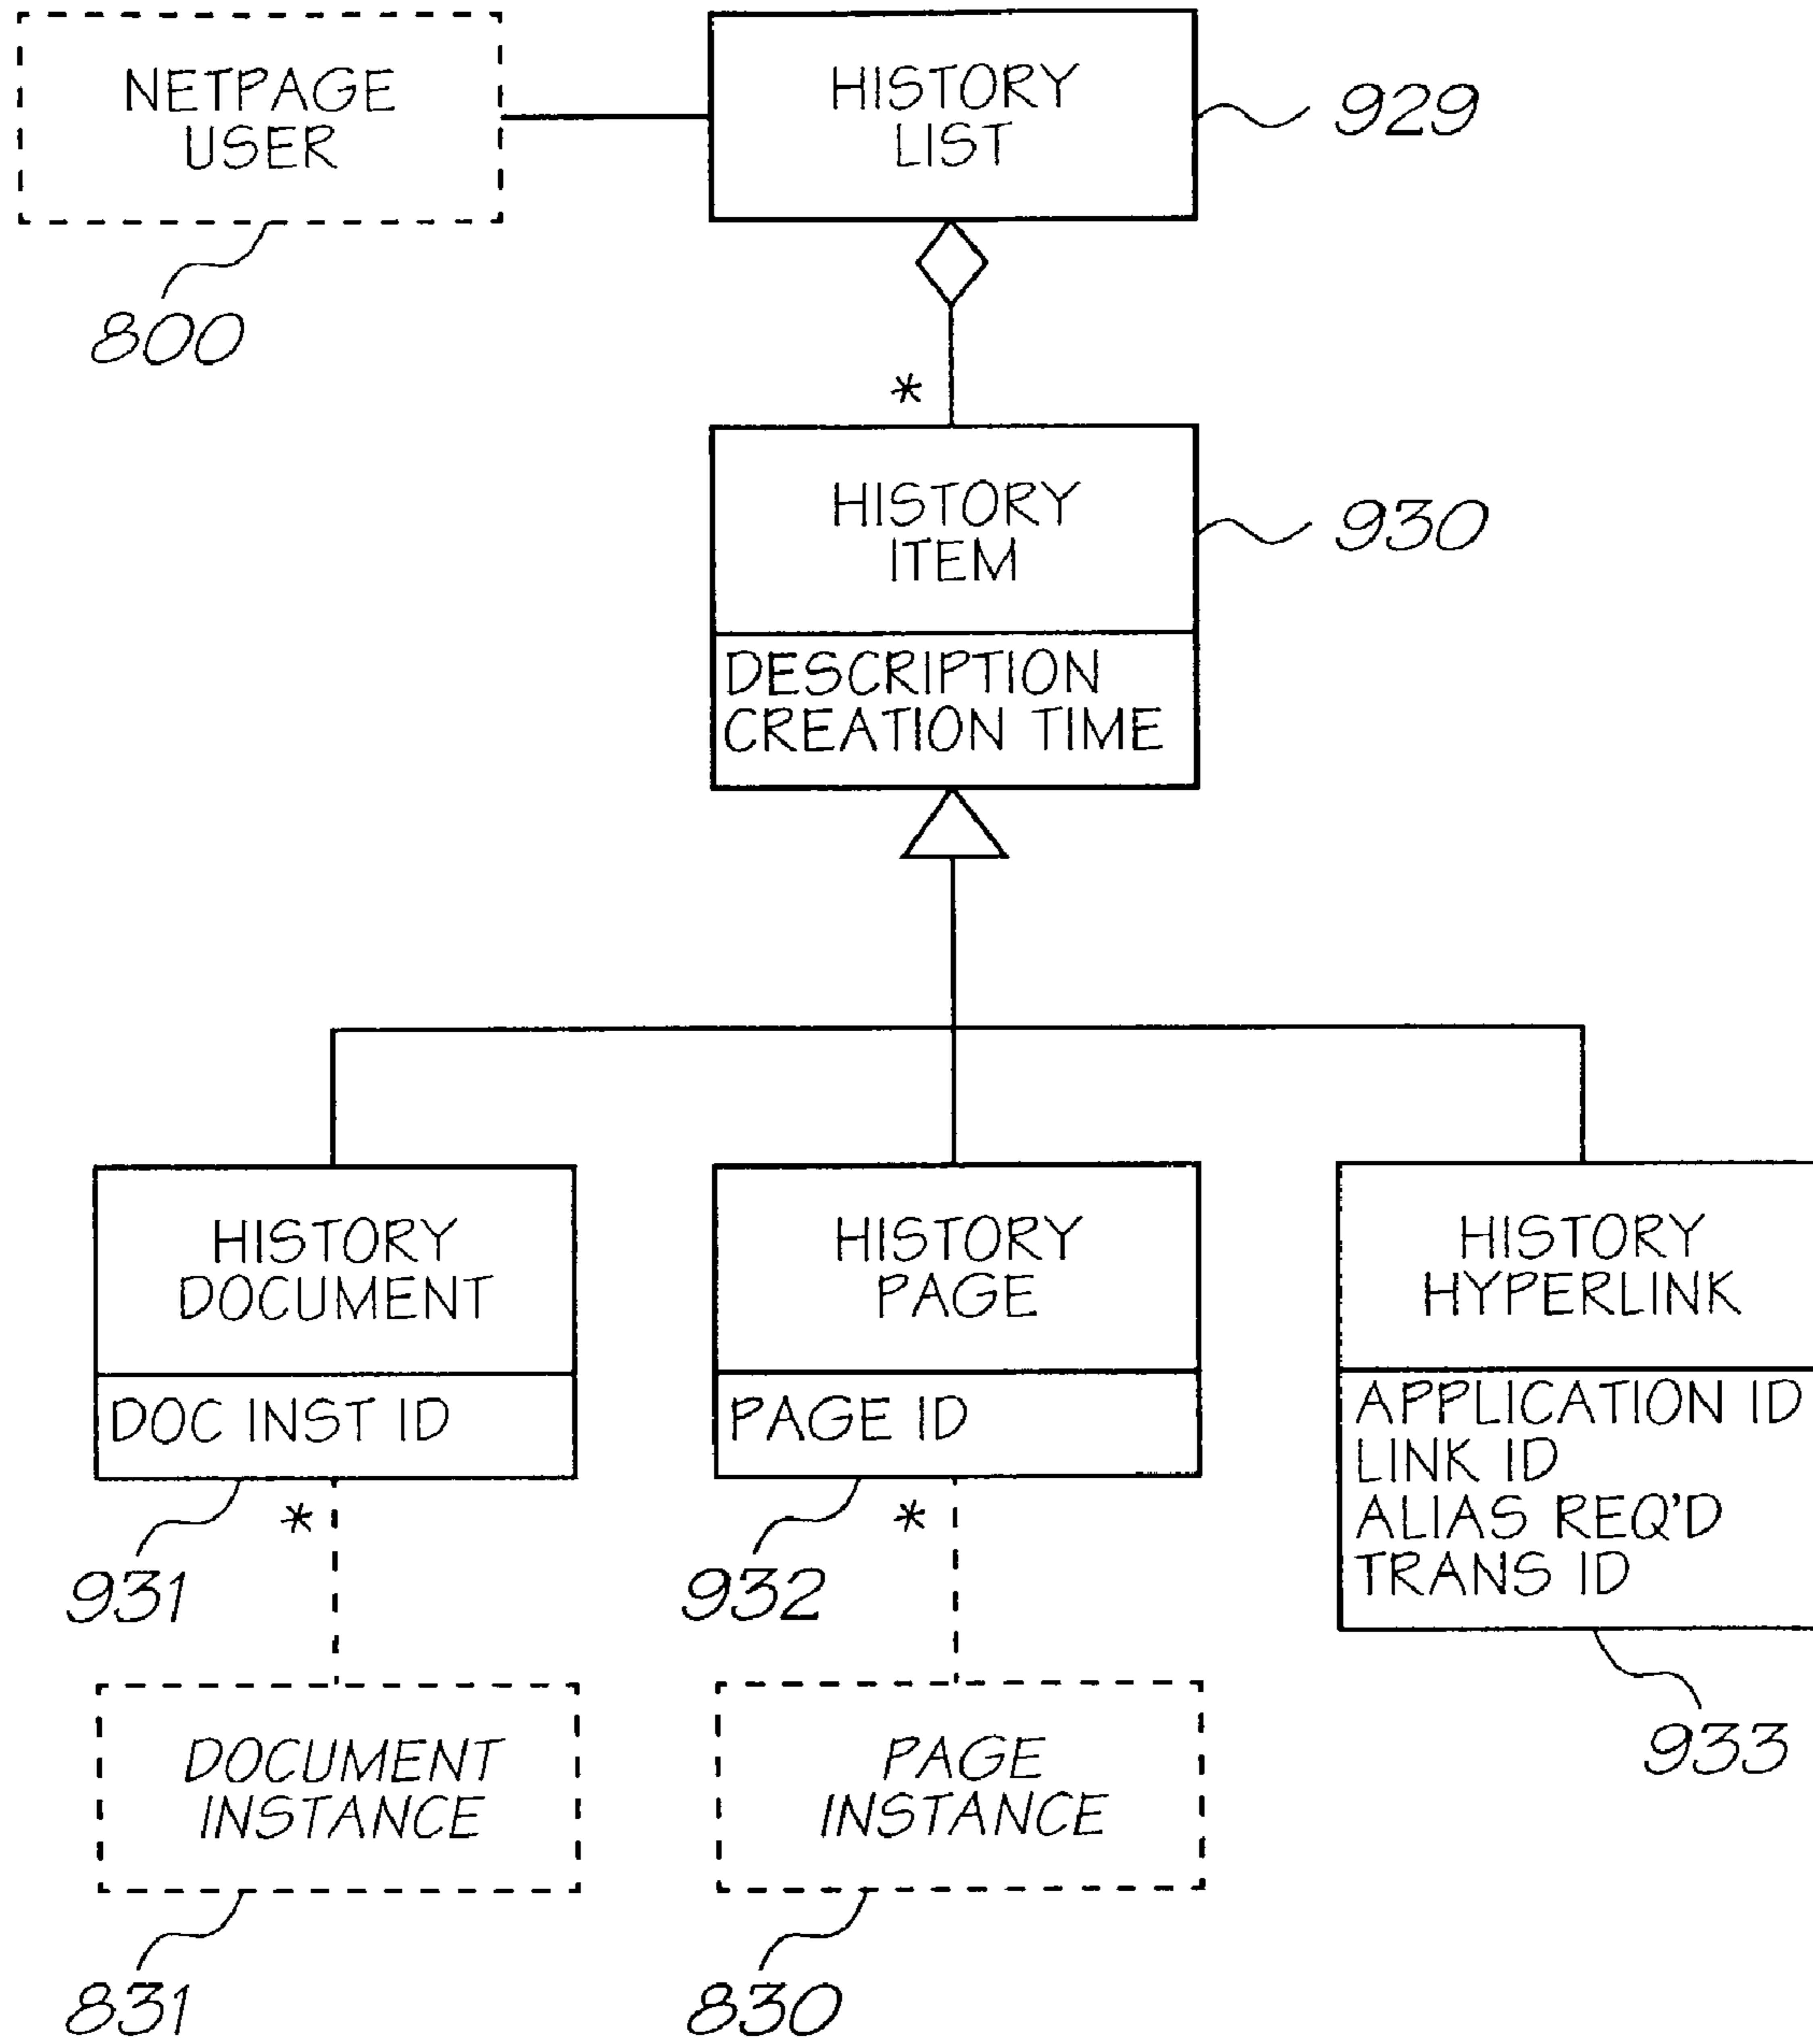 NETPAGE
USER
800
HISTORY
LIST
929
*
HISTORY
ITEM
930
DESCRIPTION
CREATION TIME
HISTORY
DOCUMENT
DOC INST ID
931
*
HISTORY
PAGE
PAGE ID
932
*
HISTORY
HYPERLINK
APPLICATION ID
LINK ID
ALIAS REQ'D
TRANS ID
933
DOCUMENT
INSTANCE
831
PAGE
INSTANCE
830